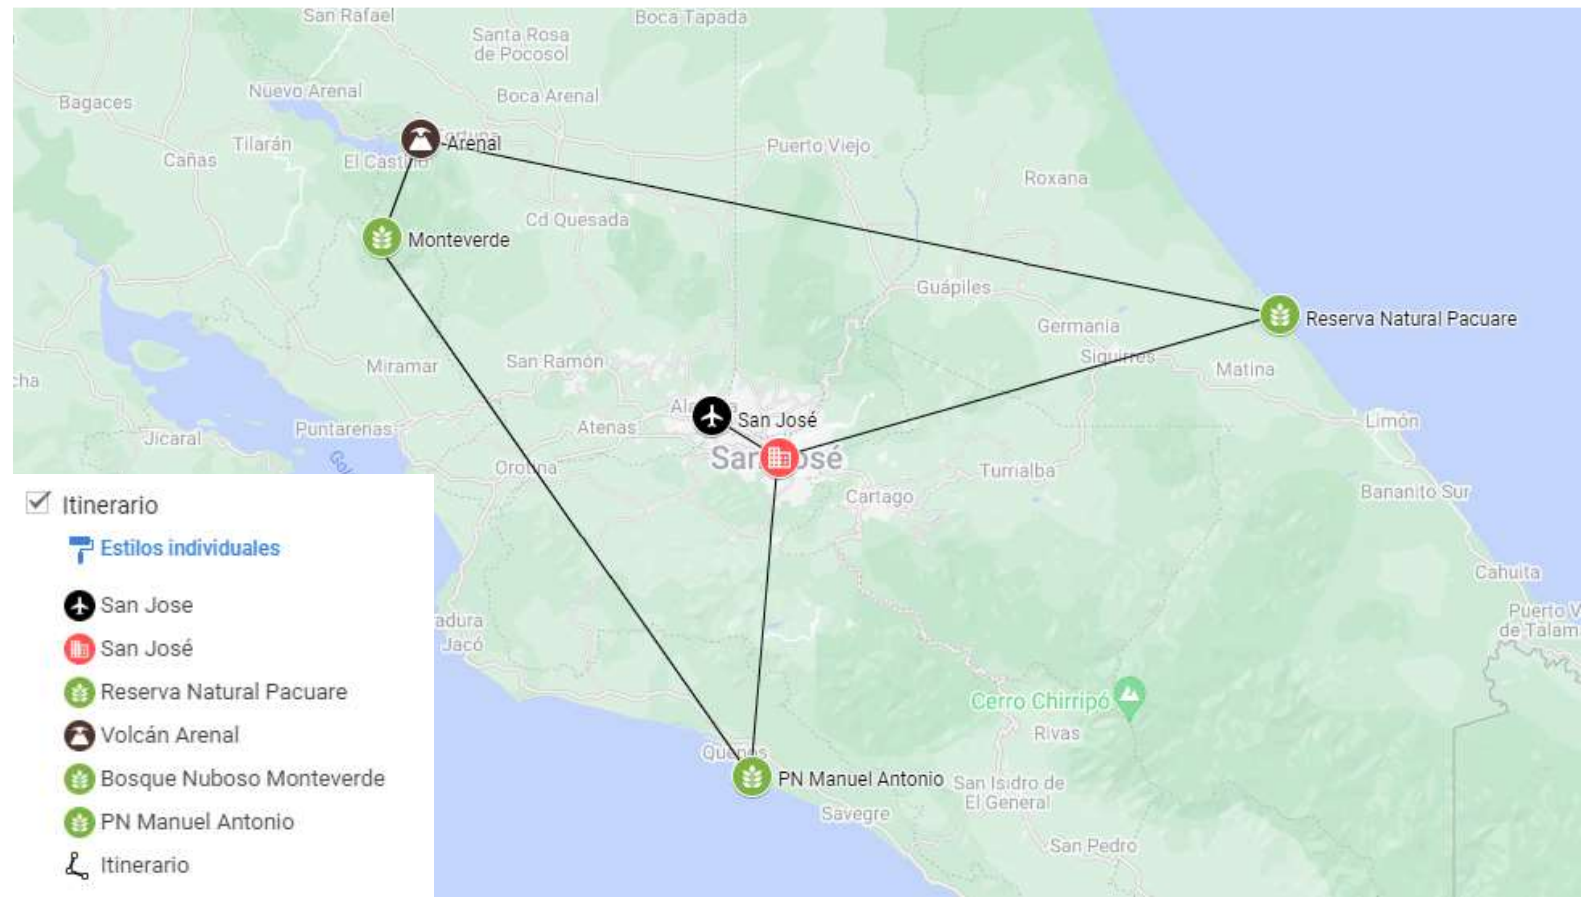 San Rafael
Boca Tapada
Santa Rosa
de Pocosol
Nuevo Arenal
Boca Arenal
Bagaces
Tilarán
-Arenal
Puerto Viejo
Cañas
Roxana
Cd Quesada
Monteverde
Guápiles
Reserva Natural Pacuare
Germania
Siquirres
San Ramón
Miramar
Matina
San José
Atenas
Puntarenas
Limón
Jicaral
Orotina
Turrialba
Cartago
Bananito Sur
Cahuita
Puerto V
de Talam
adura
Jacó
Cerro Chirripó
Rivas
PN Manuel Antonio
San Isidro de
El General
Savegre
San Pedro
Itinerario
Estilos individuales
San Jose
San José
Reserva Natural Pacuare
Volcán Arenal
Bosque Nuboso Monteverde
PN Manuel Antonio
Itinerario